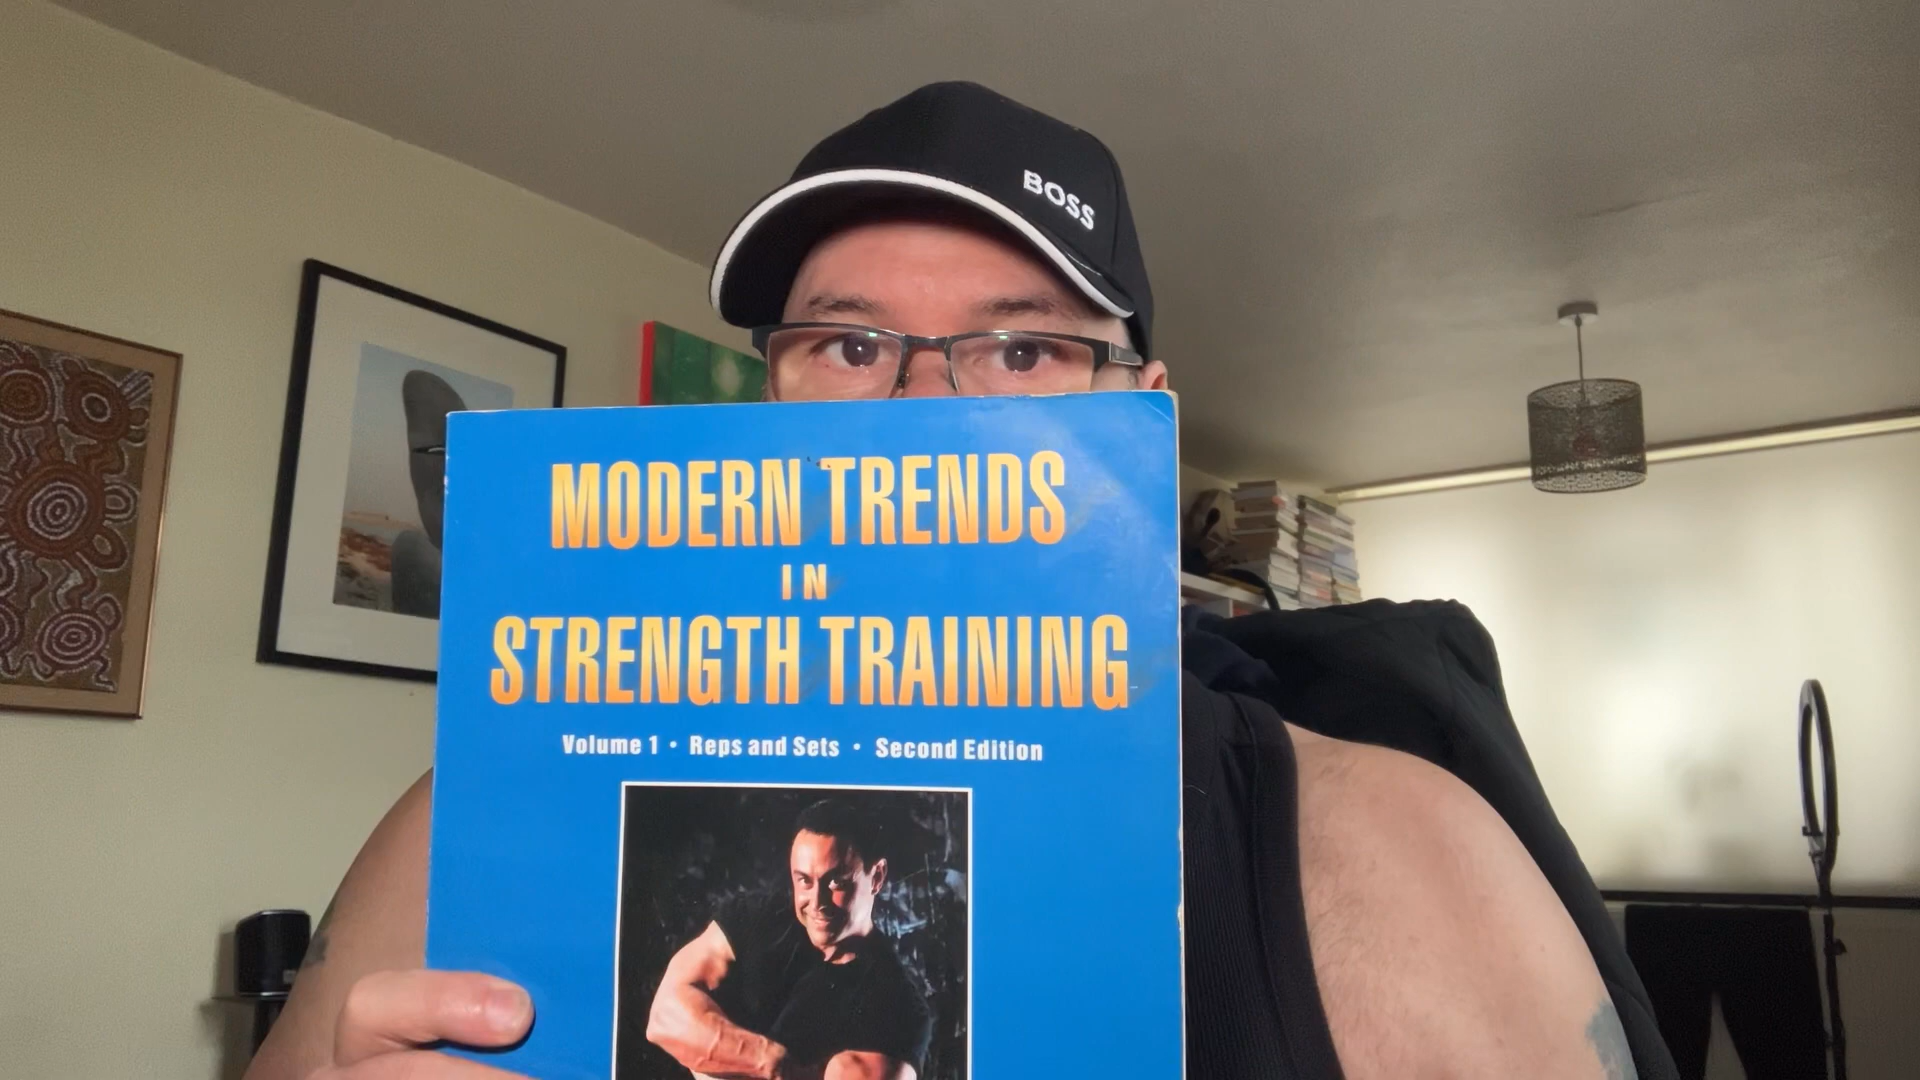 BOSS
MODERN TRENDS
IN
STRENGTH TRAINING
Volume 1 • Reps and Sets • Second Edition